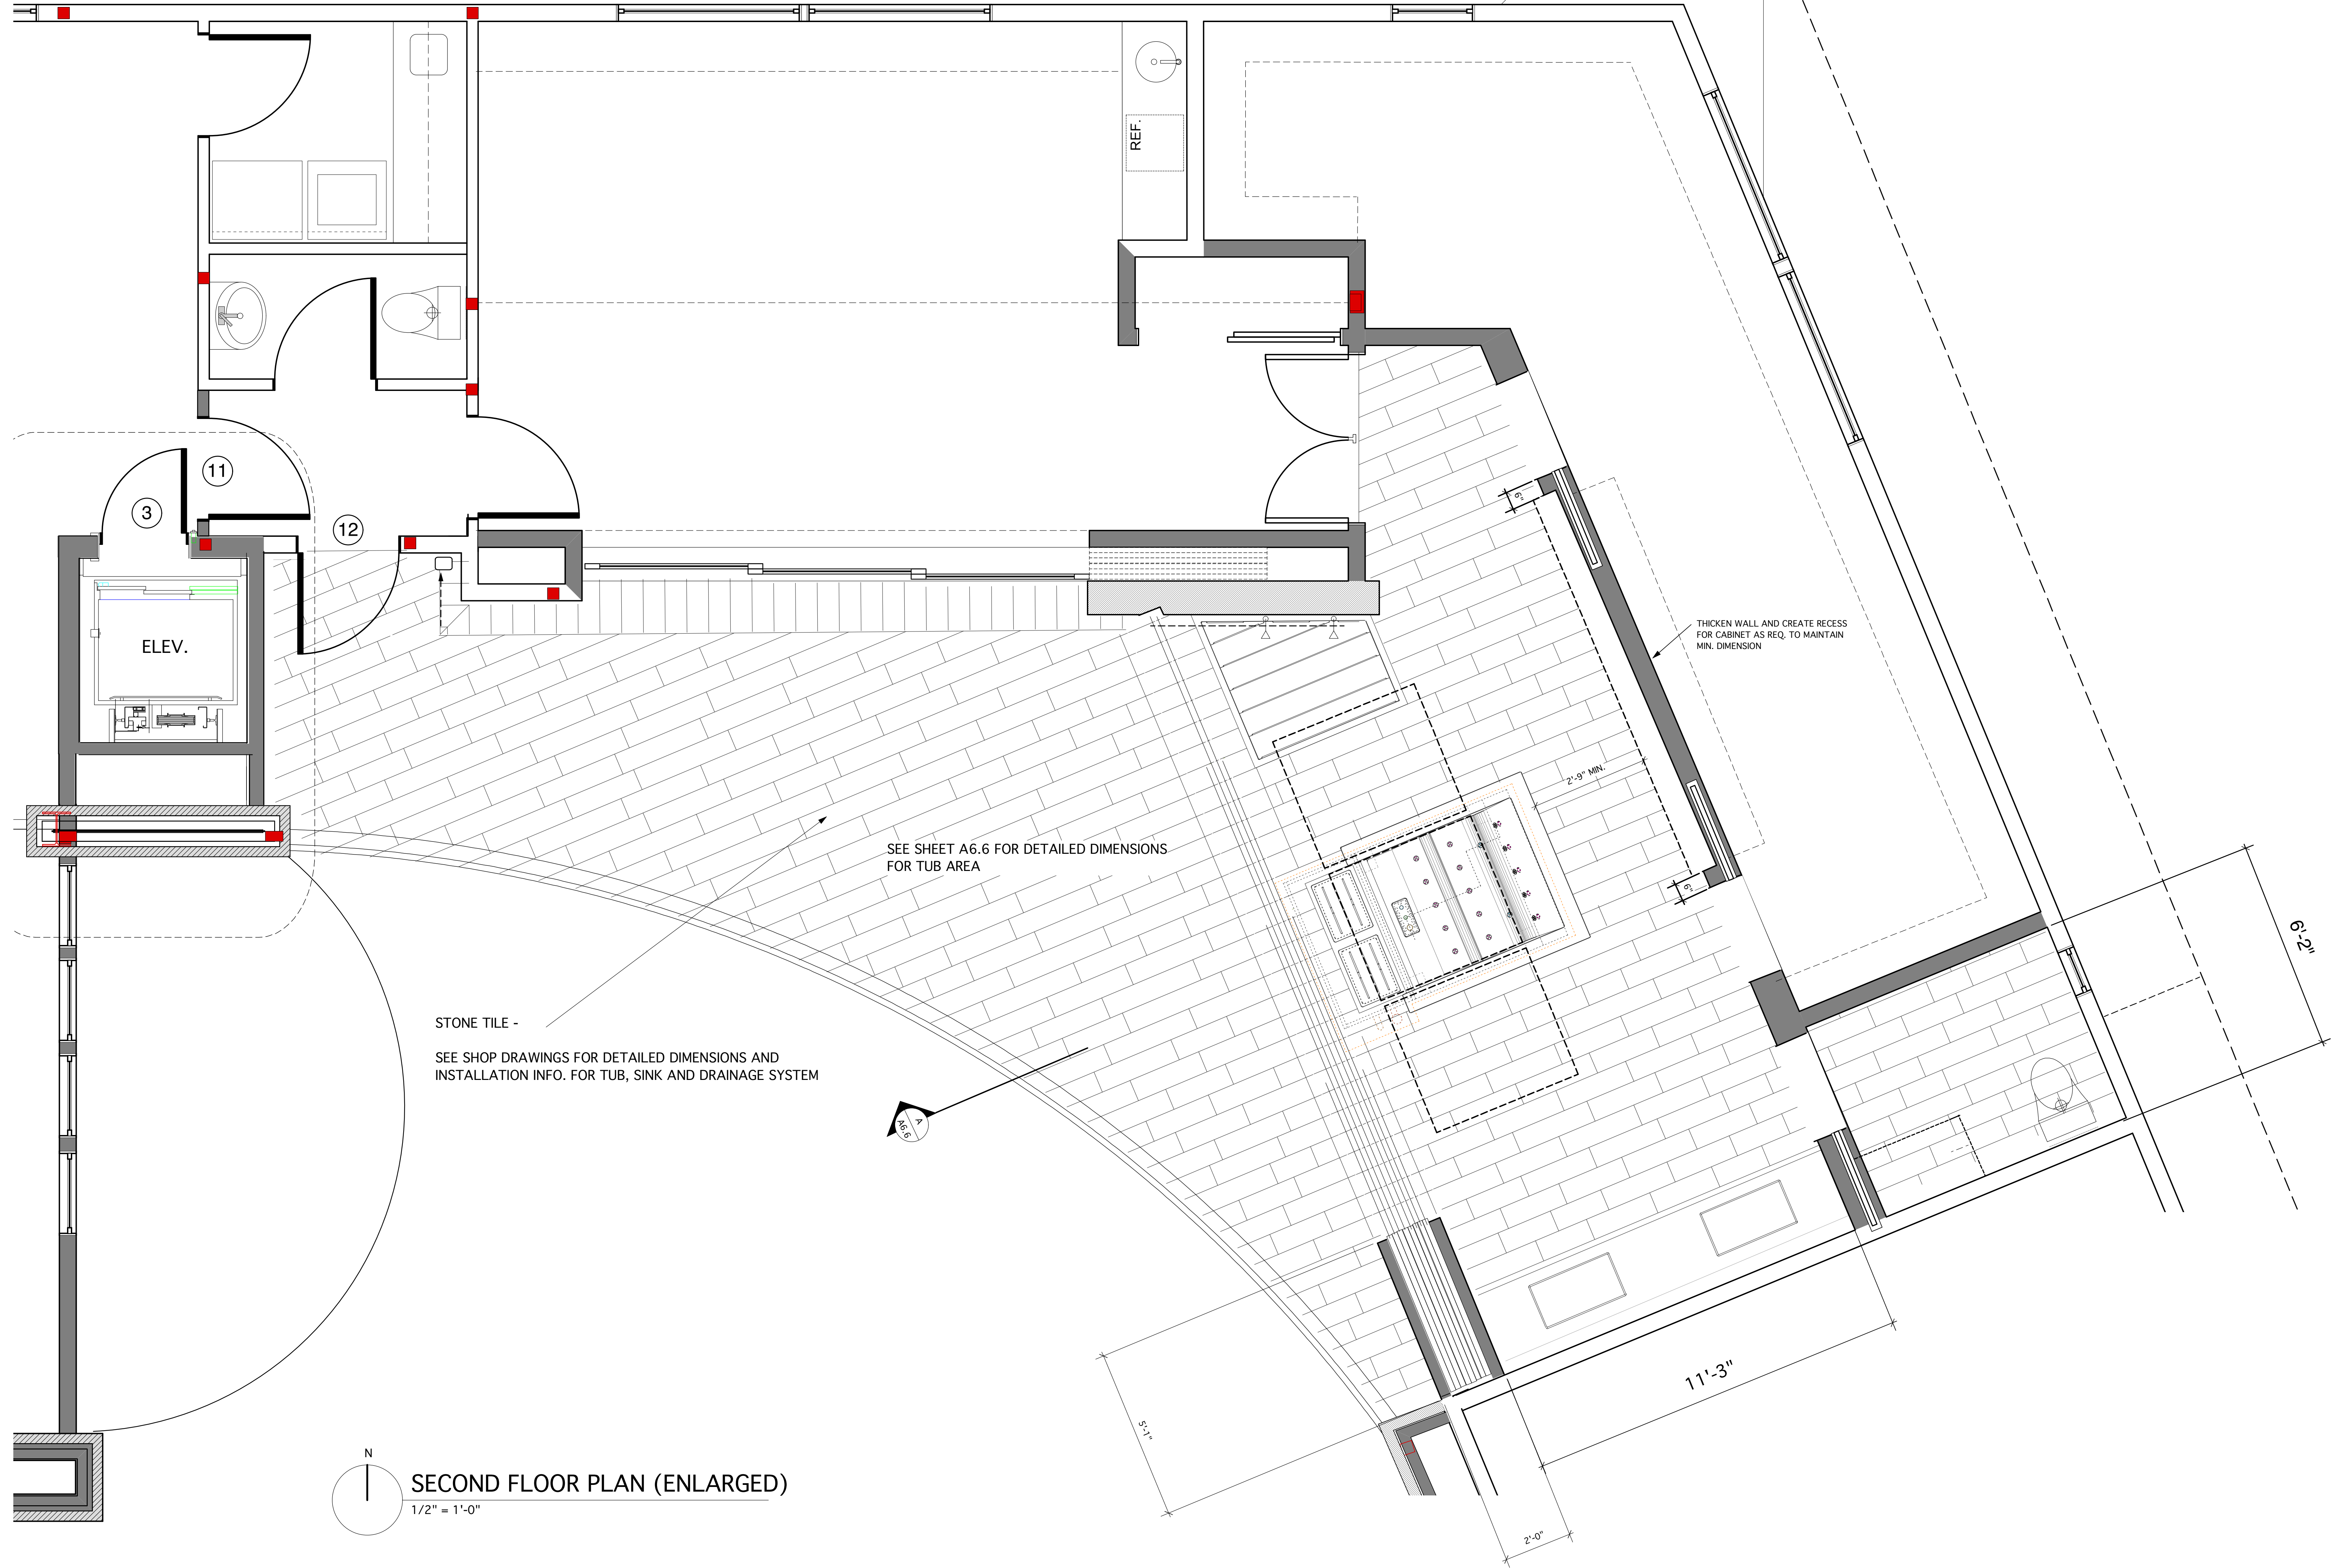 REF.
11
3
12
6"
ELEV.
THICKEN WALL AND CREATE RECESS
FOR CABINET AS REQ. TO MAINTAIN
MIN. DIMENSION
2'-9" MIN.
SEE SHEET A6.6 FOR DETAILED DIMENSIONS
FOR TUB AREA
6"
6'-2"
STONE TILE -
SEE SHOP DRAWINGS FOR DETAILED DIMENSIONS AND
INSTALLATION INFO. FOR TUB, SINK AND DRAINAGE SYSTEM
A
A6.6
11'-3"
5'-1"
N
SECOND FLOOR PLAN (ENLARGED)
1/2" = 1'-0"
2'-0"